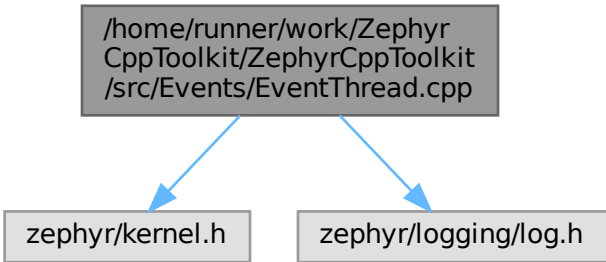 /home/runner/work/Zephyr
CppToolkit/ZephyrCppToolkit
/src/Events/EventThread.cpp
zephyr/kernel.h
zephyr/logging/log.h